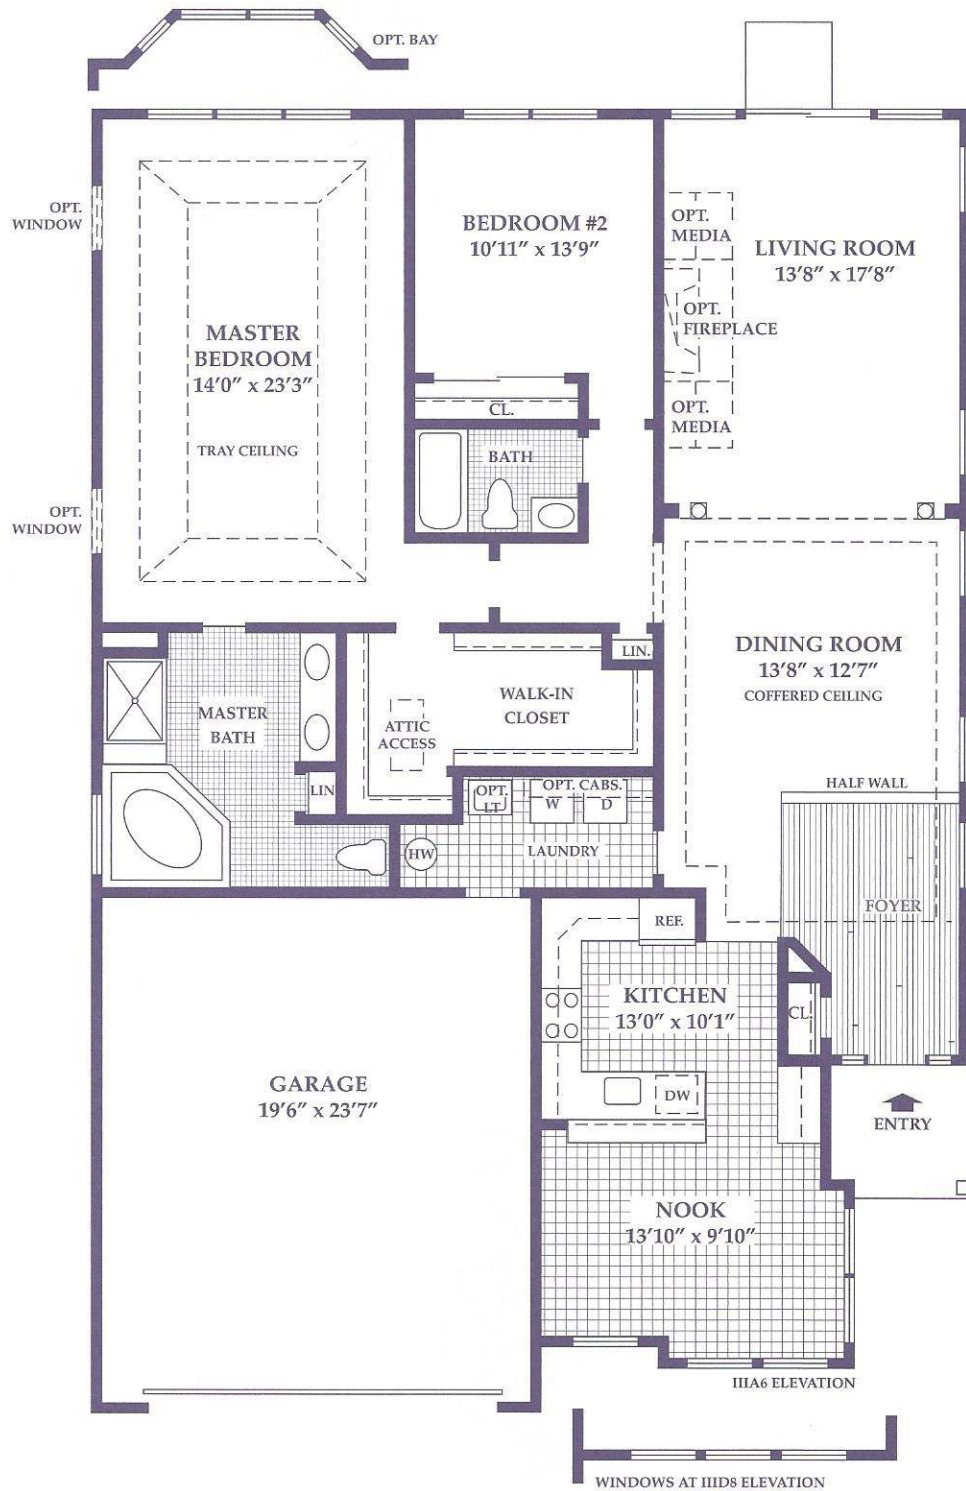 OPT. BAY
OPT.
WINDOW
BEDROOM #2
10'11" x 13'9"
OPT.
MEDIA
LIVING ROOM
13'8" x 17'8"
OPT.
FIREPLACE
MASTER
BEDROOM
14'0" x 23'3"
TRAY CEILING
CL.
OPT.
MEDIA
BATH
OPT.
WINDOW
LIN.
DINING ROOM
13'8" x 12'7"
COFFERED CEILING
WALK-IN
CLOSET
MASTER
BATH
ATTIC
ACCESS
LIN
OPT.
LT
OPT. CABS.
W
D
HALF WALL
HW
LAUNDRY
FOYER
REF.
KITCHEN
13'0" x 10'1"
CL.
GARAGE
19'6" x 23'7"
DW
ENTRY
NOOK
13'10" x 9'10"
IIIA6 ELEVATION
WINDOWS AT IIID8 ELEVATION